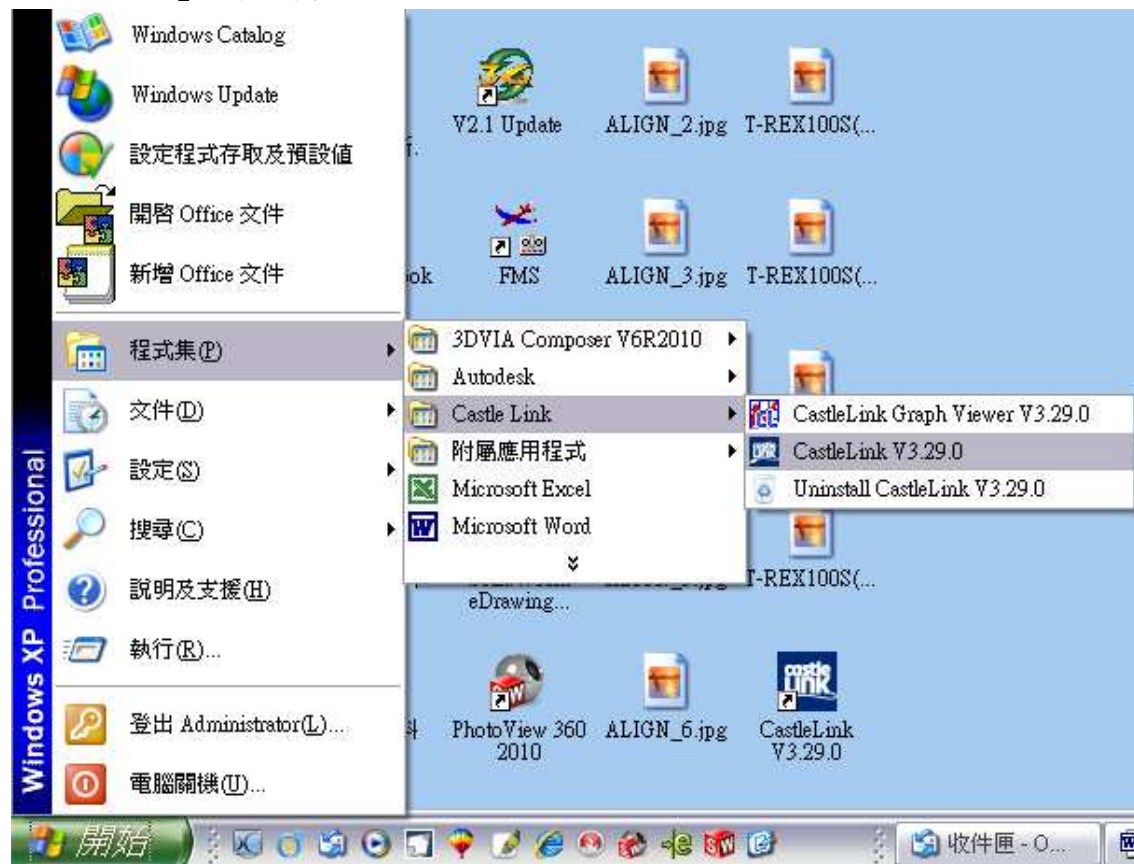 Windows Catalog
Windows Update
設定程式存取及預設值
開啓 Office 文件
新增 Office 文件
程式集(P)
文件(D)
設定(S)
搜尋(C)
說明及支援(H)
執行(R)...
登出 Administrator(L)...
電腦關機(U)...
Windows XP Professional
3DVIA Composer V6R2010
Autodesk
Castle Link
附屬應用程式
Microsoft Excel
Microsoft Word
CastleLink Graph Viewer V3.29.0
CastleLink V3.29.0
Uninstall CastleLink V3.29.0
V2.1 Update
ALIGN_2.jpg
T-REX100S(...
ook
FMS
ALIGN_3.jpg
T-REX100S(...
T-REX100S(...
eDrawing...
PhotoView 360
2010
ALIGN_6.jpg
castle
LINK
CastleLink
V3.29.0
開始
收件匣 - O...